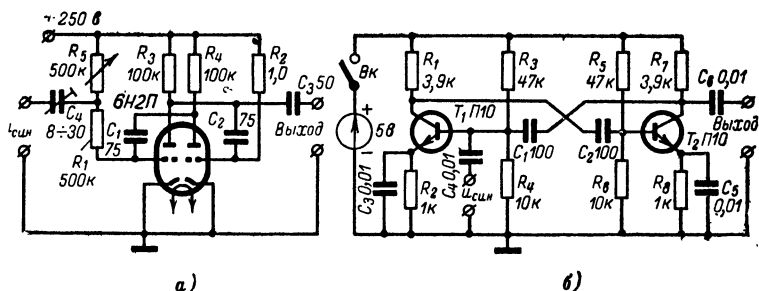 + 250 в
R5
500к
R3
100к
R4
100к
R2
1,0
6Н2П
C3 50
C4
8÷30
C1
75
C2
75
R1
500к
Uсин
Выход
а)
Вк
+
5в
–
R1
3,9к
R3
47к
R5
47к
R7
3,9к
C6 0,01
T1 П10
T2 П10
C1 100
C2 100
Выход
C3 0,01
R2
1к
C4 0,01
Uсин
R4
10к
R6
10к
R8
1к
C5
0,01
б)